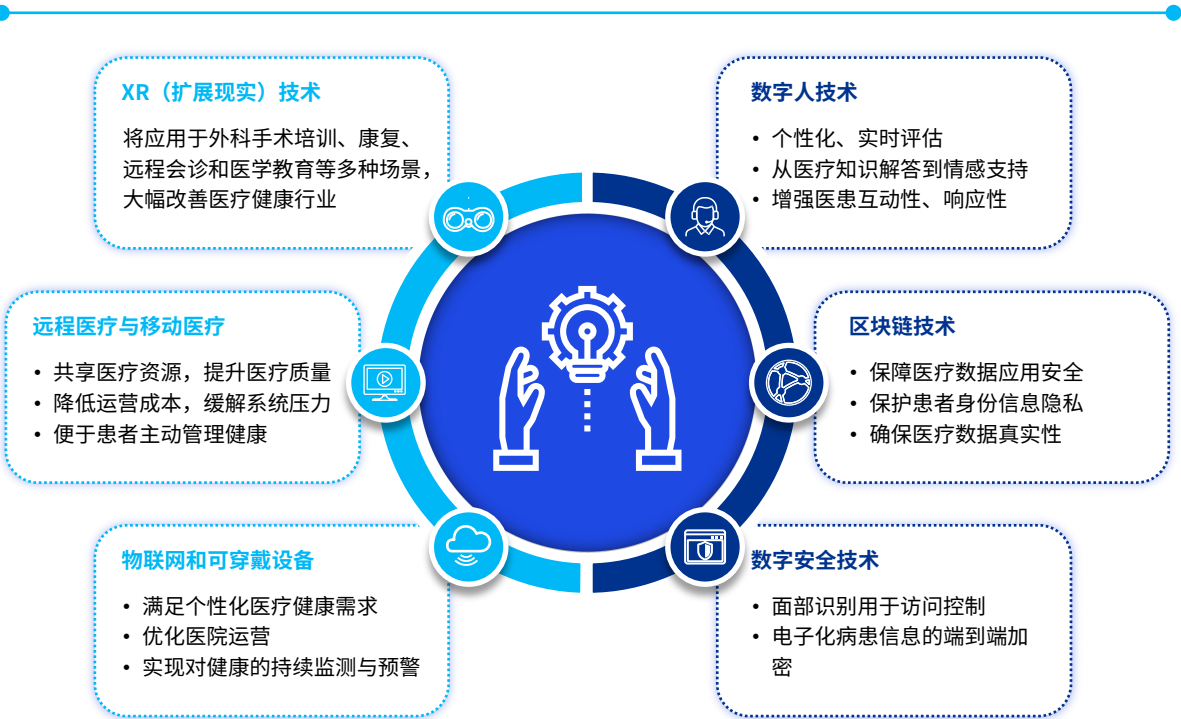 XR（扩展现实）技术
将应用于外科手术培训、康复、
远程会诊和医学教育等多种场景，
大幅改善医疗健康行业
远程医疗与移动医疗
• 共享医疗资源，提升医疗质量
• 降低运营成本，缓解系统压力
• 便于患者主动管理健康
物联网和可穿戴设备
• 满足个性化医疗健康需求
• 优化医院运营
• 实现对健康的持续监测与预警
数字人技术
• 个性化、实时评估
• 从医疗知识解答到情感支持
• 增强医患互动性、响应性
区块链技术
• 保障医疗数据应用安全
• 保护患者身份信息隐私
• 确保医疗数据真实性
数字安全技术
• 面部识别用于访问控制
• 电子化病患信息的端到端加
密